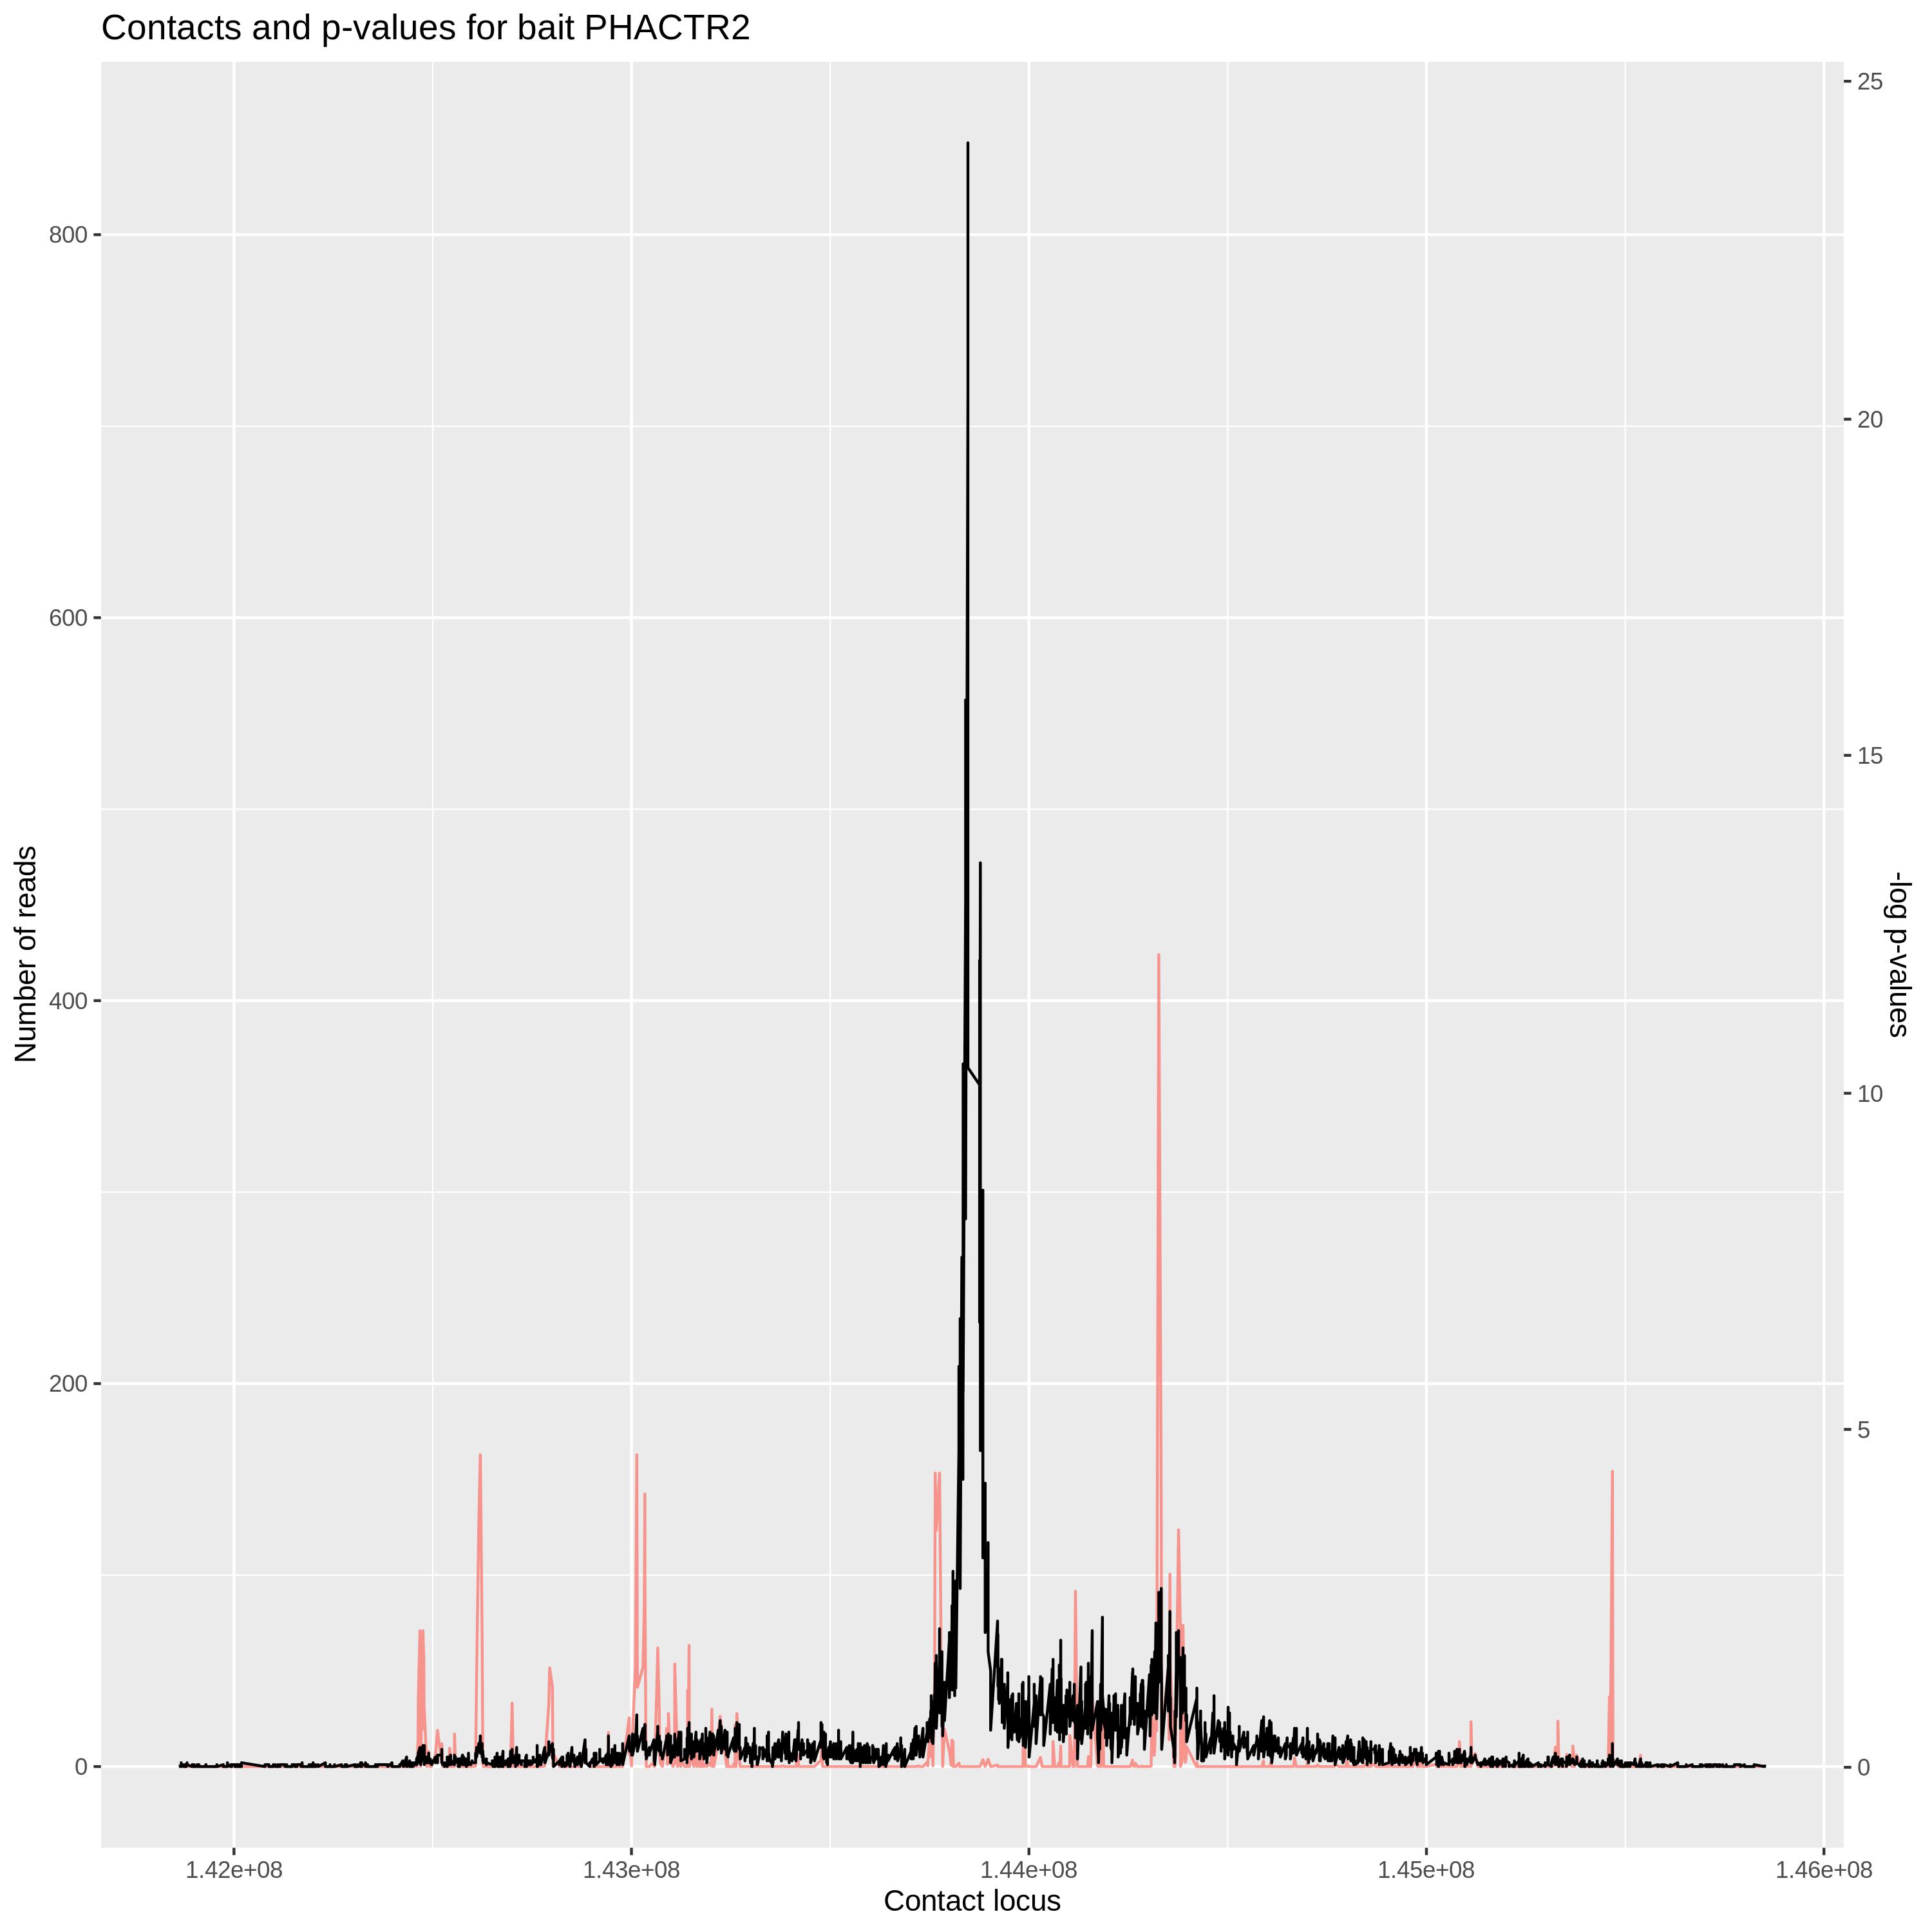 Contacts and p-values for bait PHACTR2
Number of reads
800
600
400
200
0
25
20
15
10
5
0
-log p-values
1.42e+08
1.43e+08
1.44e+08
1.45e+08
1.46e+08
Contact locus